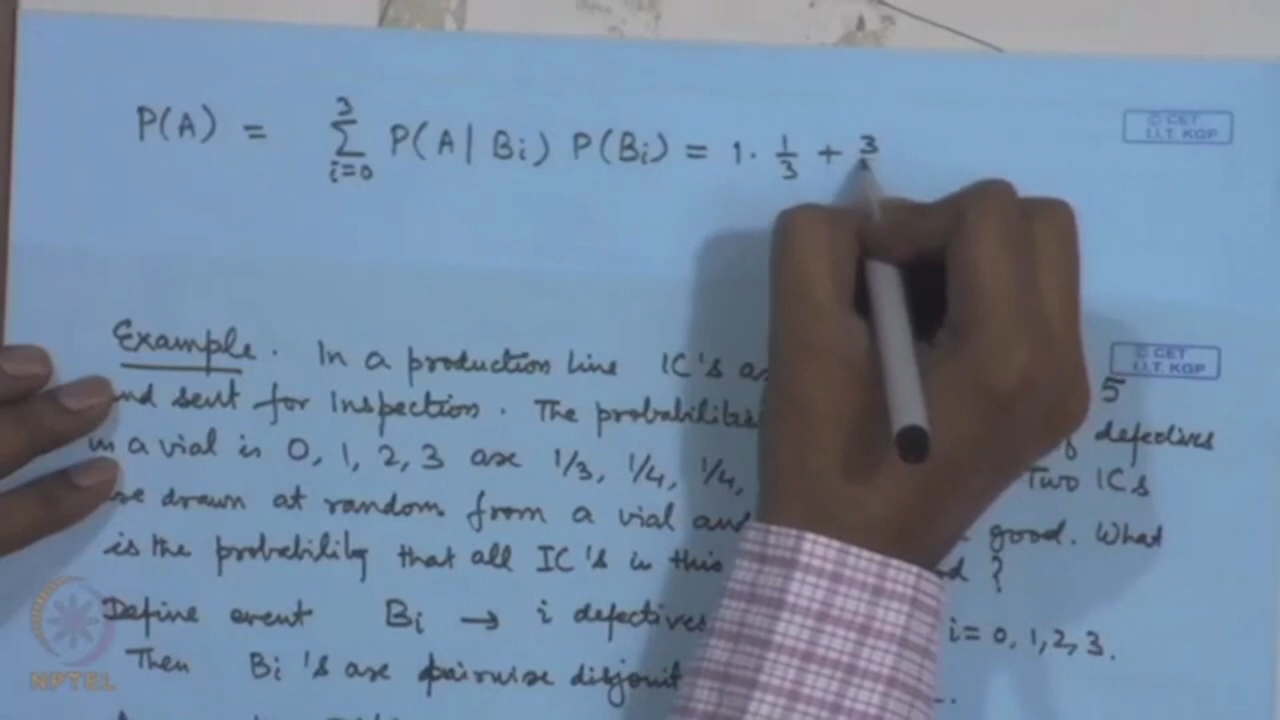 P(A) = ∑_{i=0}^{3} P(A | Bi) P(Bi) = 1. 1/3 + 3
© CET
I.I.T. KGP
Example. In a production line IC's
© CET
I.I.T. KGP
5
and sent for Inspection. The probabilities defectives
in a vial is 0, 1, 2, 3 are 1/3, 1/4, 1/4, Two ICs
are drawn at random from a vial good. What
is the probability that all IC's in this ?
Define event Bi → i defectives i = 0, 1, 2, 3.
Then Bi 's are pairwise disjoint
NPTEL